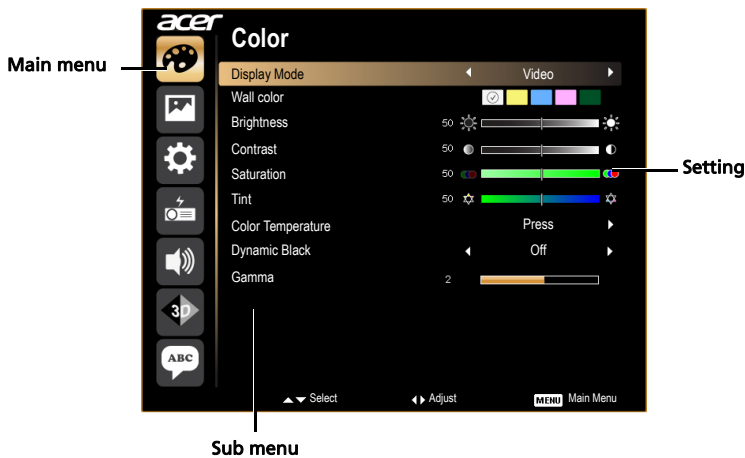 acer
Color
Main menu
Display Mode Video
Wall color
Brightness 50
Contrast 50
Saturation 50
Setting
Tint 50
Color Temperature Press
Dynamic Black Off
Gamma 2
3D
ABC
Select Adjust MENU Main Menu
Sub menu